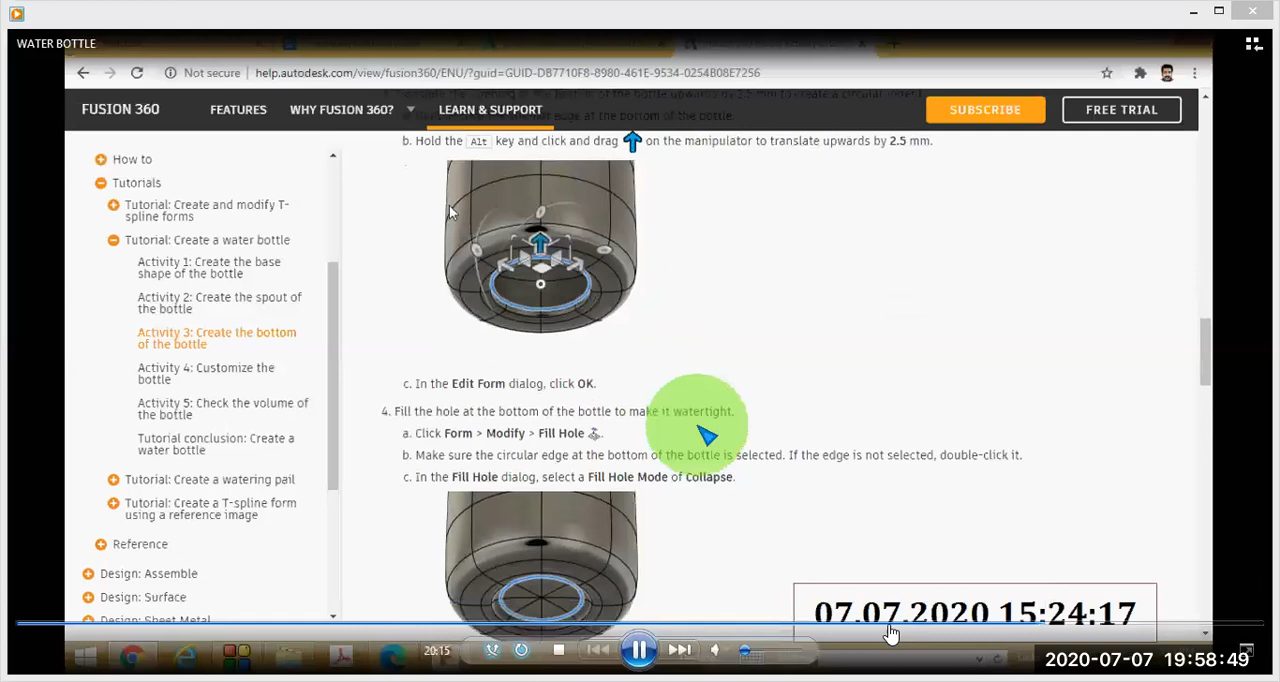 WATER BOTTLE
Not secure | help.autodesk.com/view/fusion360/ENU/?guid=GUID-DB7710F8-8980-461E-9534-0254B08E7256
FUSION 360
FEATURES
WHY FUSION 360?
LEARN & SUPPORT
SUBSCRIBE
FREE TRIAL
How to
Tutorials
Tutorial: Create and modify T-
spline forms
Tutorial: Create a water bottle
Activity 1: Create the base
shape of the bottle
Activity 2: Create the spout of
the bottle
Activity 3: Create the bottom
of the bottle
Activity 4: Customize the
bottle
Activity 5: Check the volume of
the bottle
Tutorial conclusion: Create a
water bottle
Tutorial: Create a watering pail
Tutorial: Create a T-spline form
using a reference image
Reference
Design: Assemble
Design: Surface
Design: Sheet Metal
edge at the bottom of the bottle.
b. Hold the Alt key and click and drag on the manipulator to translate upwards by 2.5 mm.
c. In the Edit Form dialog, click OK.
4. Fill the hole at the bottom of the bottle to make it watertight.
a. Click Form > Modify > Fill Hole .
b. Make sure the circular edge at the bottom of the bottle is selected. If the edge is not selected, double-click it.
c. In the Fill Hole dialog, select a Fill Hole Mode of Collapse.
07.07.2020 15:24:17
20:15
2020-07-07 19:58:49